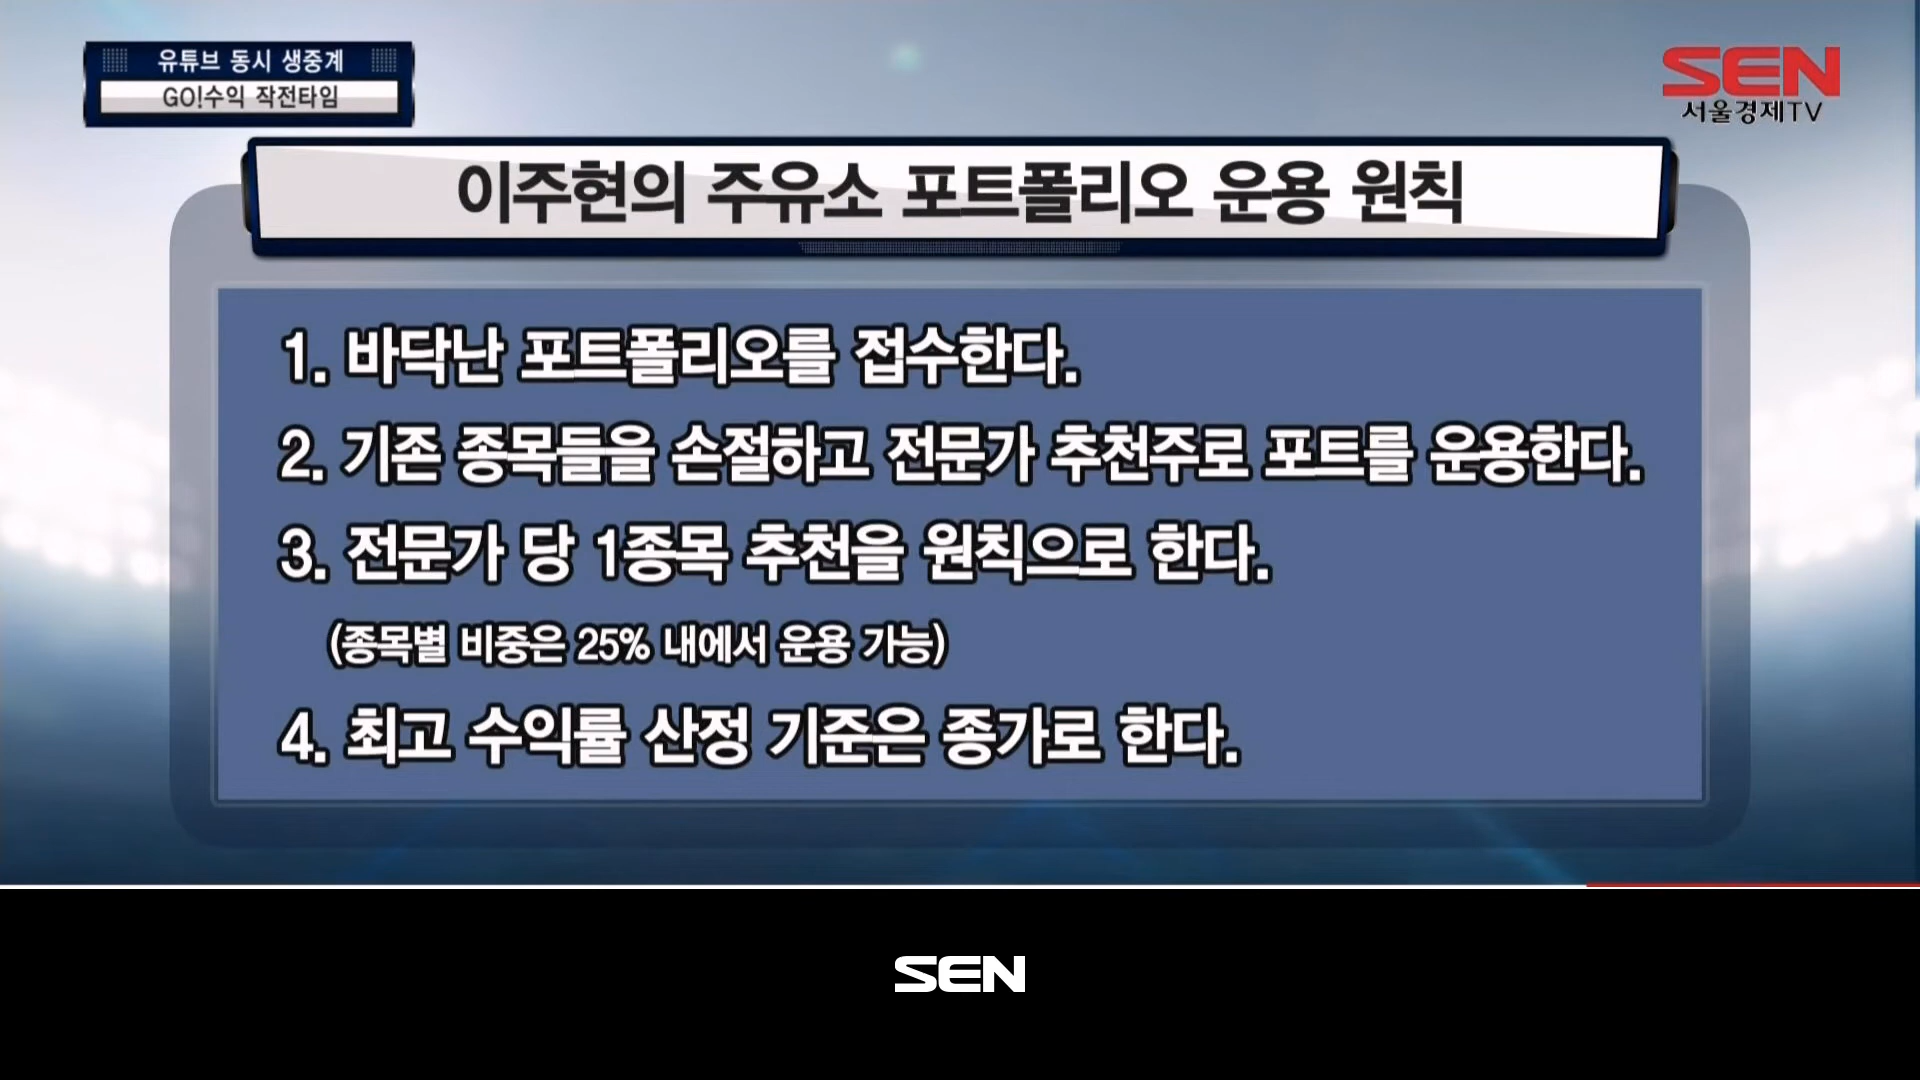 유튜브 동시 생중계
GO!수익 작전타임
SEN
서울경제TV
이주현의 주유소 포트폴리오 운용 원칙
1. 바닥난 포트폴리오를 접수한다.
2. 기존 종목들을 손절하고 전문가 추천주로 포트를 운용한다.
3. 전문가 당 1종목 추천을 원칙으로 한다.
(종목별 비중은 25% 내에서 운용 가능)
4. 최고 수익률 산정 기준은 종가로 한다.
SEN